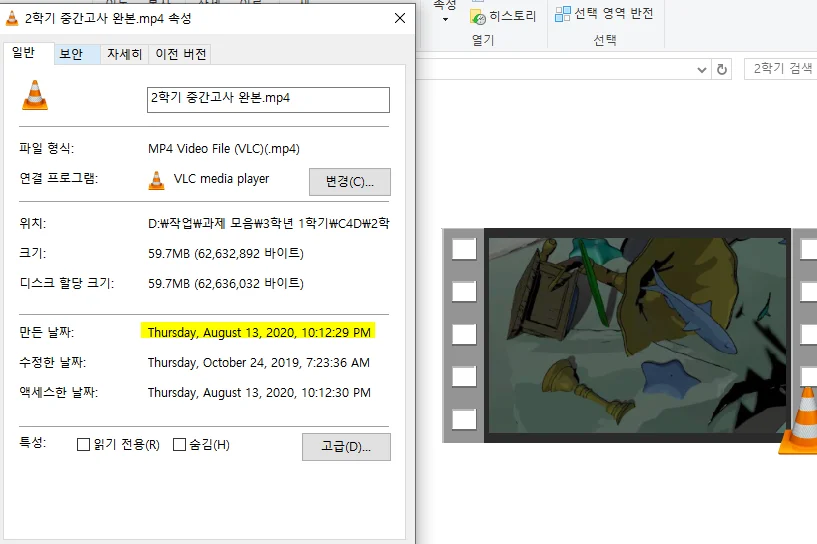 2학기 중간고사 완본.mp4 속성
일반 보안 자세히 이전 버전
2학기 중간고사 완본.mp4
파일 형식: MP4 Video File (VLC)(.mp4)
연결 프로그램: VLC media player 변경(C)...
위치: D:₩작업₩과제 모음₩3학년 1학기₩C4D₩2학
크기: 59.7MB (62,632,892 바이트)
디스크 할당 크기: 59.7MB (62,636,032 바이트)
만든 날짜: Thursday, August 13, 2020, 10:12:29 PM
수정한 날짜: Thursday, October 24, 2019, 7:23:36 AM
액세스한 날짜: Thursday, August 13, 2020, 10:12:30 PM
특성: 읽기 전용(R) 숨김(H) 고급(D)...
속성
히스토리
열기
선택 영역 반전
선택
2학기 검색